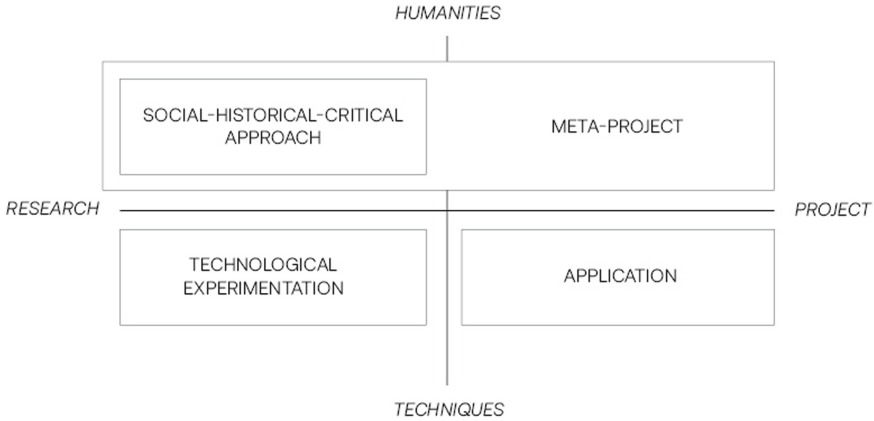 HUMANITIES
SOCIAL-HISTORICAL-CRITICAL
APPROACH
META-PROJECT
RESEARCH
PROJECT
TECHNOLOGICAL
EXPERIMENTATION
APPLICATION
TECHNIQUES